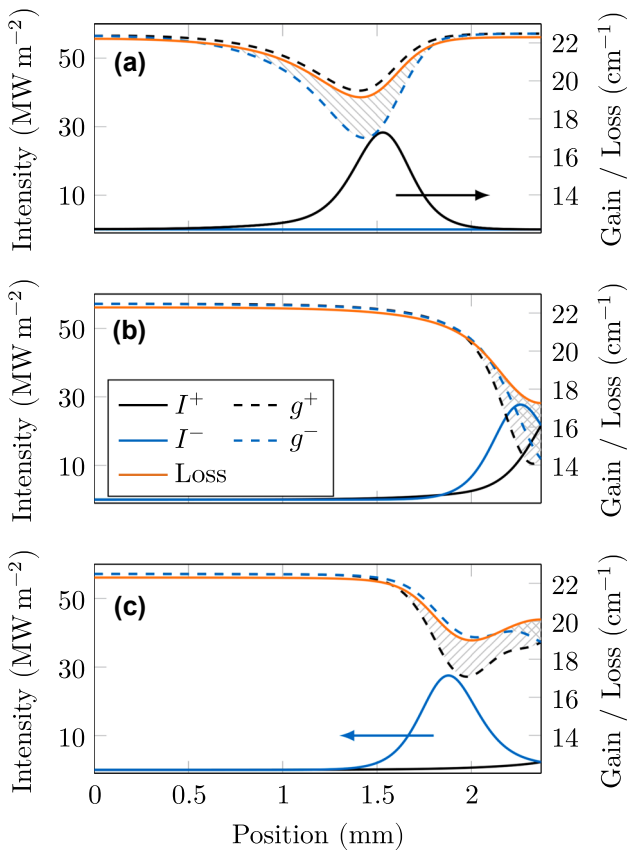 (a)
Intensity (MW m⁻²)
50
30
10
22
20
18
16
14
Gain / Loss (cm⁻¹)
(b)
Intensity (MW m⁻²)
50
30
10
I⁺ g⁺
I⁻ g⁻
Loss
22
20
18
16
14
Gain / Loss (cm⁻¹)
(c)
Intensity (MW m⁻²)
50
30
10
22
20
18
16
14
Gain / Loss (cm⁻¹)
0 0.5 1 1.5 2
Position (mm)